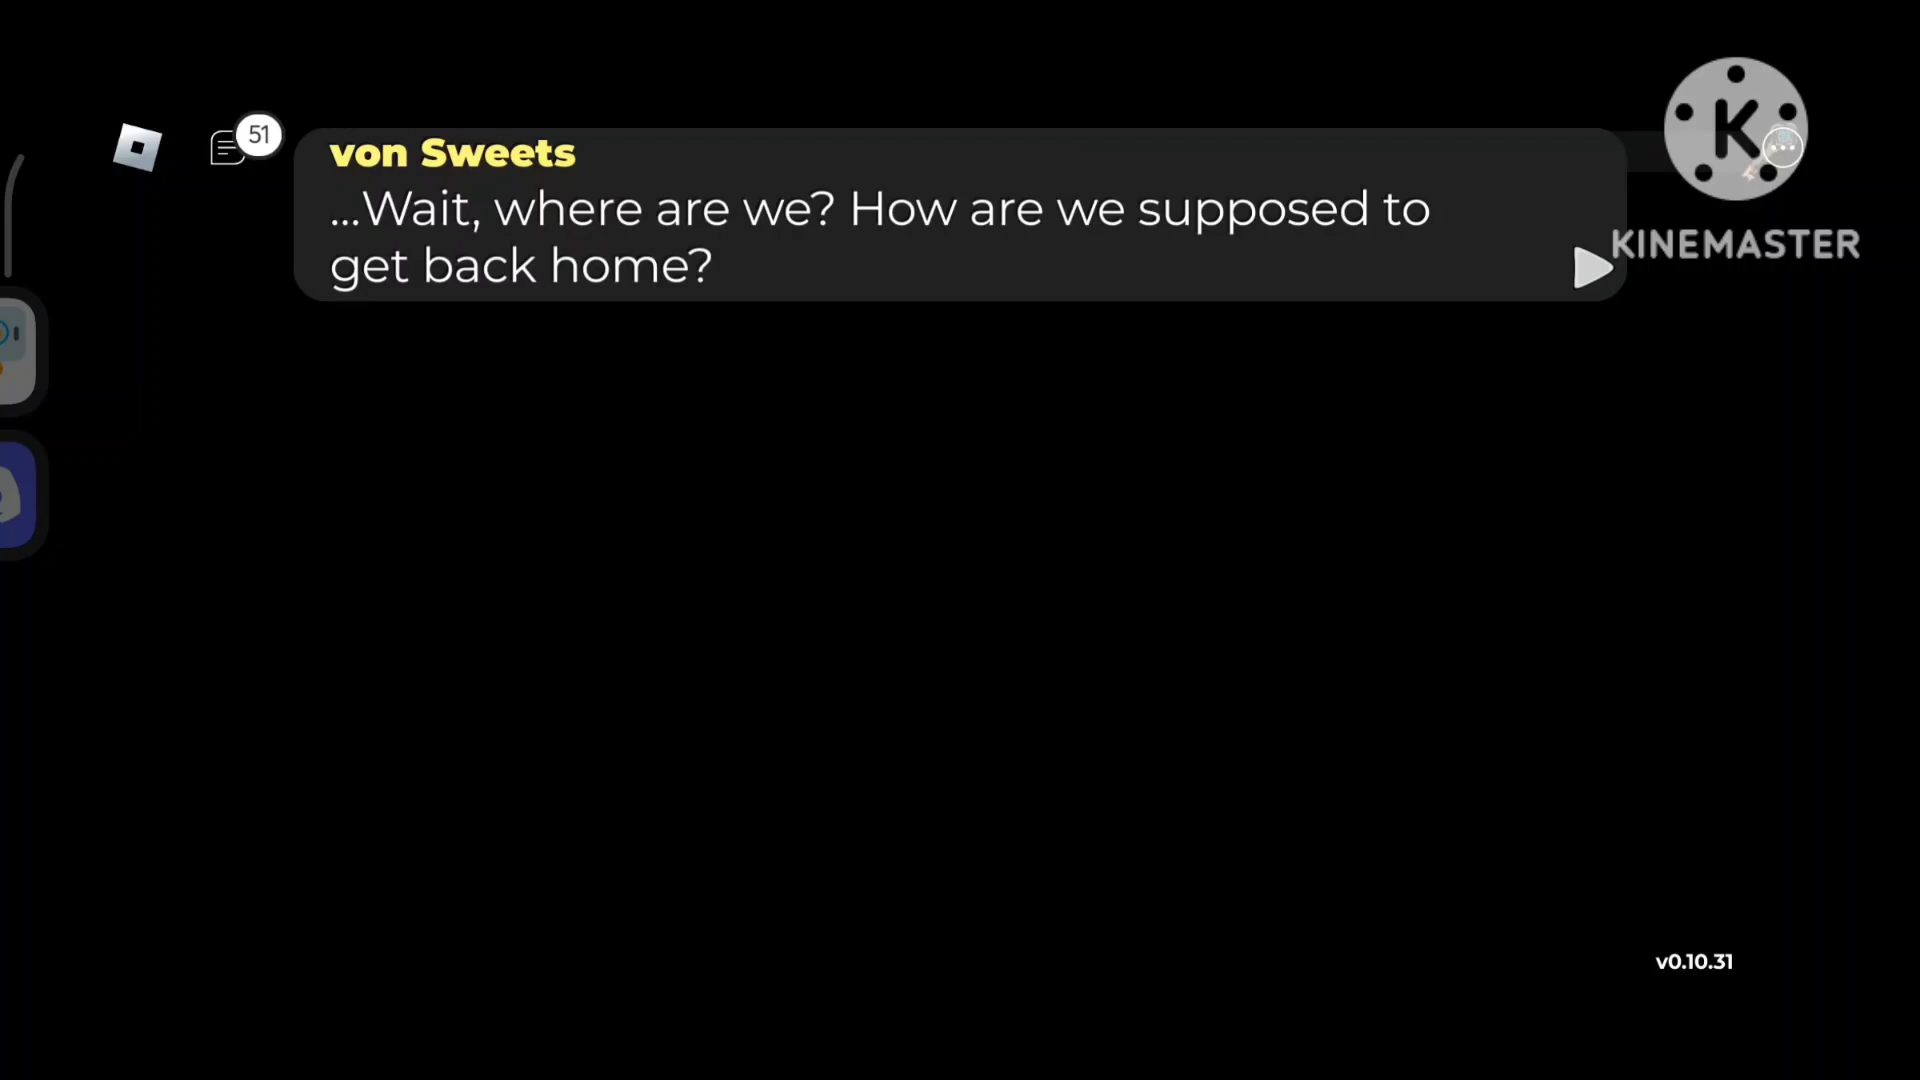 51
von Sweets
...Wait, where are we? How are we supposed to
get back home?
K
KINEMASTER
v0.10.31